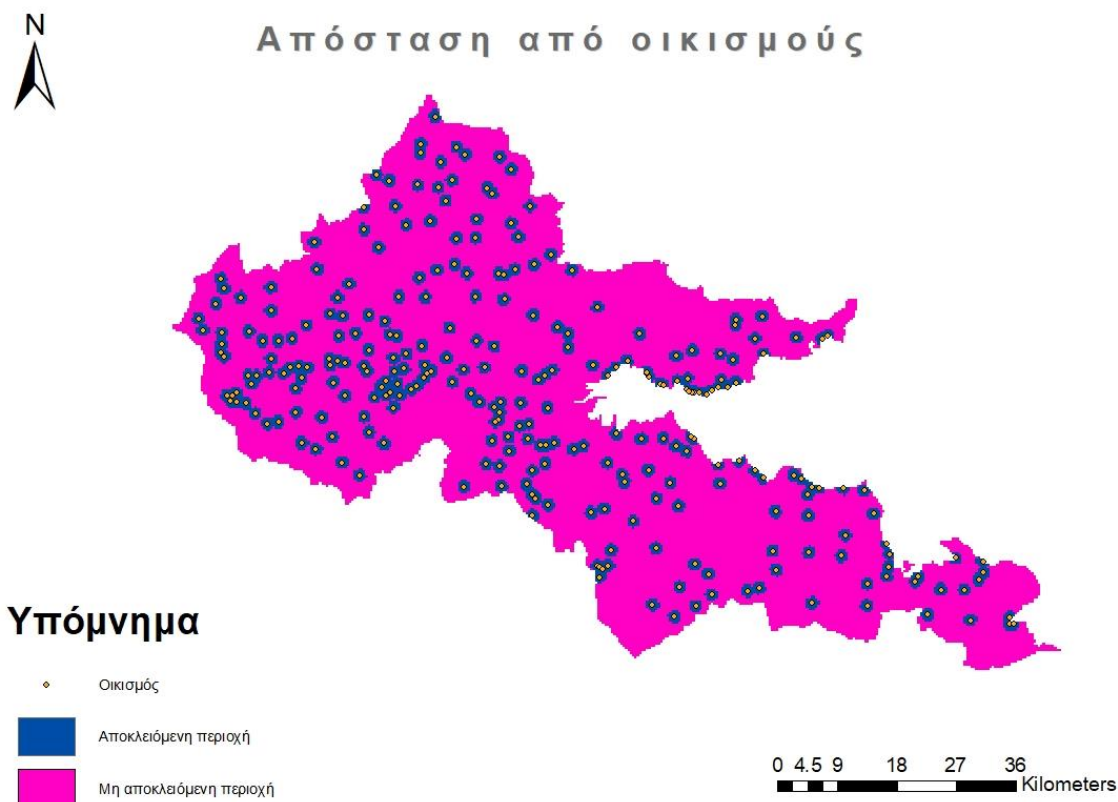 N
Απόσταση από οικισμούς
Υπόμνημα
Οικισμός
Αποκλειόμενη περιοχή
Μη αποκλειόμενη περιοχή
0 4.5 9 18 27 36
Kilometers